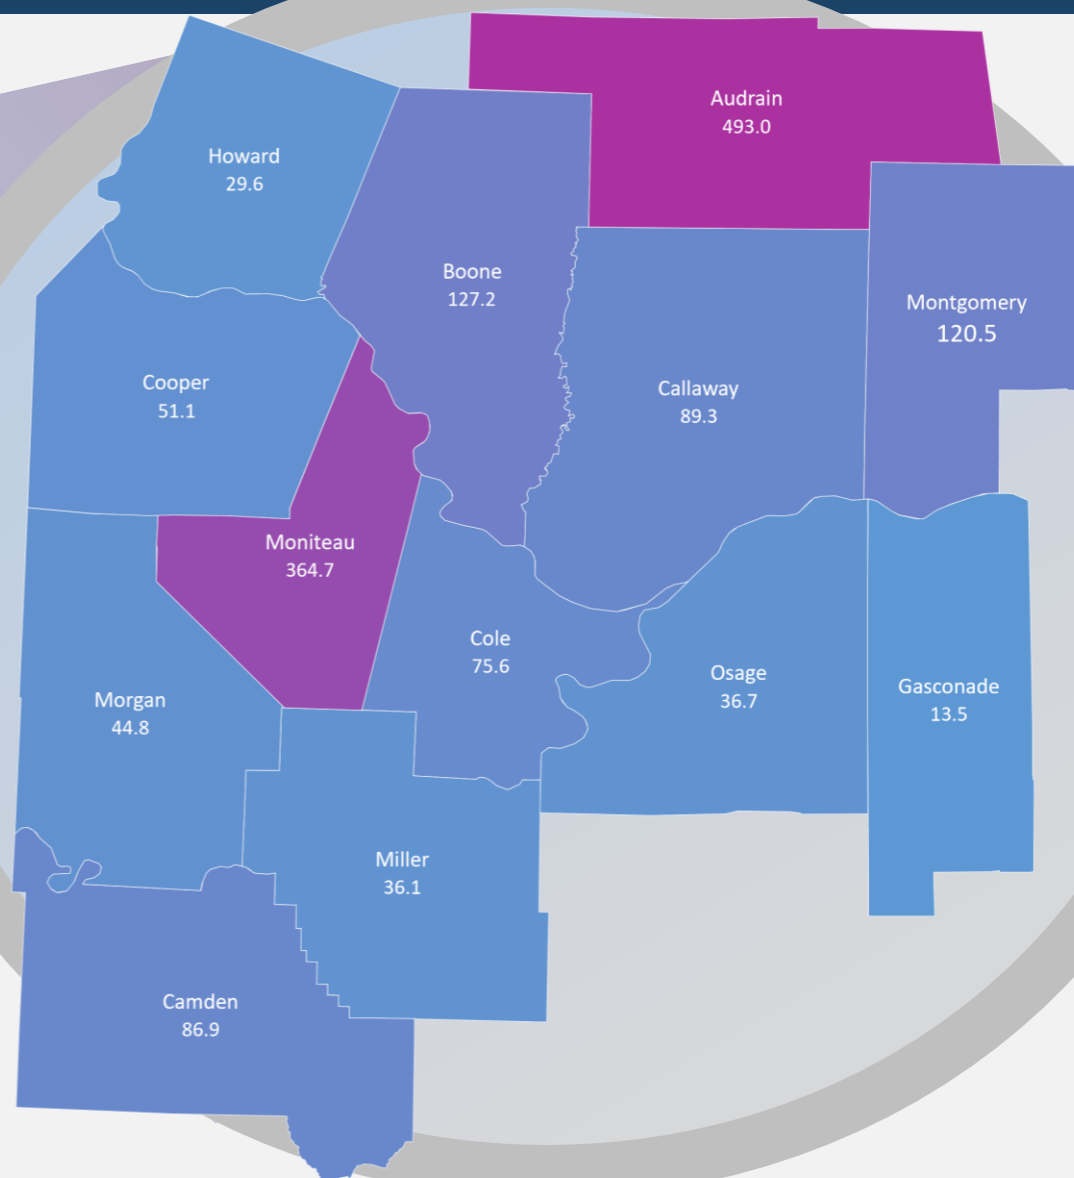 Audrain
493.0
Howard
29.6
Boone
127.2
Montgomery
120.5
Cooper
51.1
Callaway
89.3
Moniteau
364.7
Cole
75.6
Osage
36.7
Gasconade
13.5
Morgan
44.8
Miller
36.1
Camden
86.9